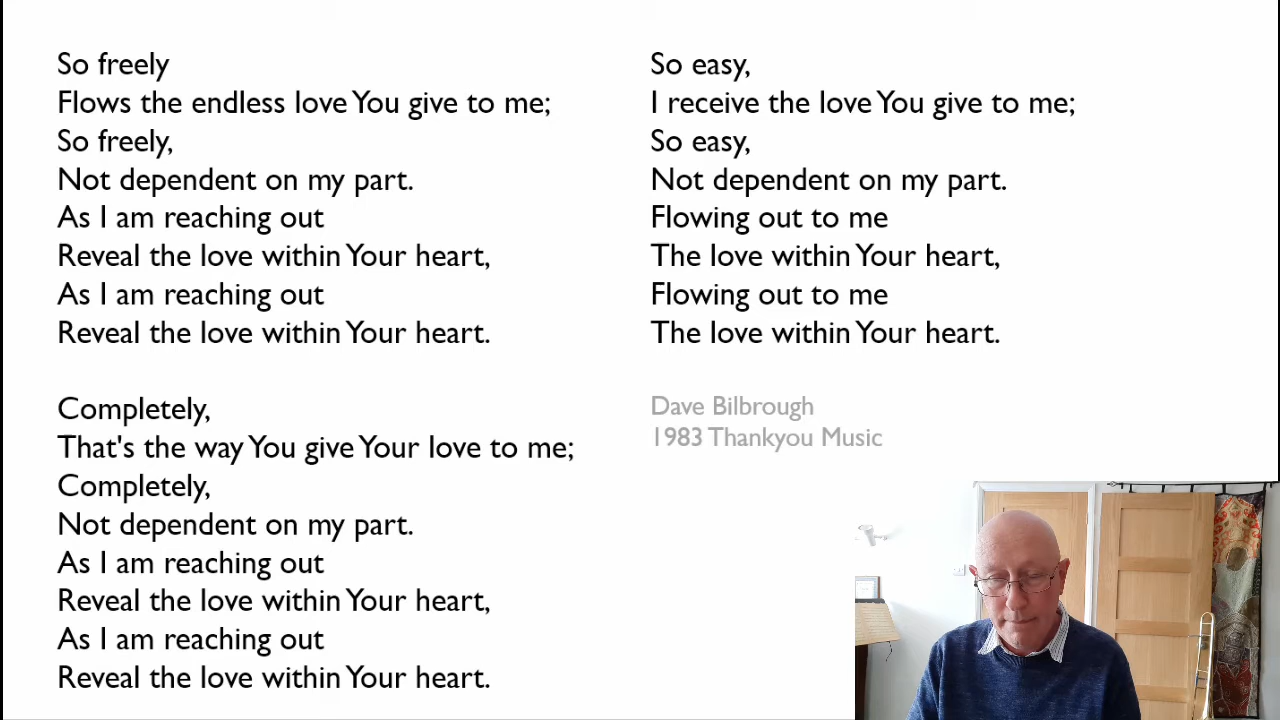 So freely
Flows the endless love You give to me;
So freely,
Not dependent on my part.
As I am reaching out
Reveal the love within Your heart,
As I am reaching out
Reveal the love within Your heart.
Completely,
That's the way You give Your love to me;
Completely,
Not dependent on my part.
As I am reaching out
Reveal the love within Your heart,
As I am reaching out
Reveal the love within Your heart.
So easy,
I receive the love You give to me;
So easy,
Not dependent on my part.
Flowing out to me
The love within Your heart,
Flowing out to me
The love within Your heart.
Dave Bilbrough
1983 Thankyou Music